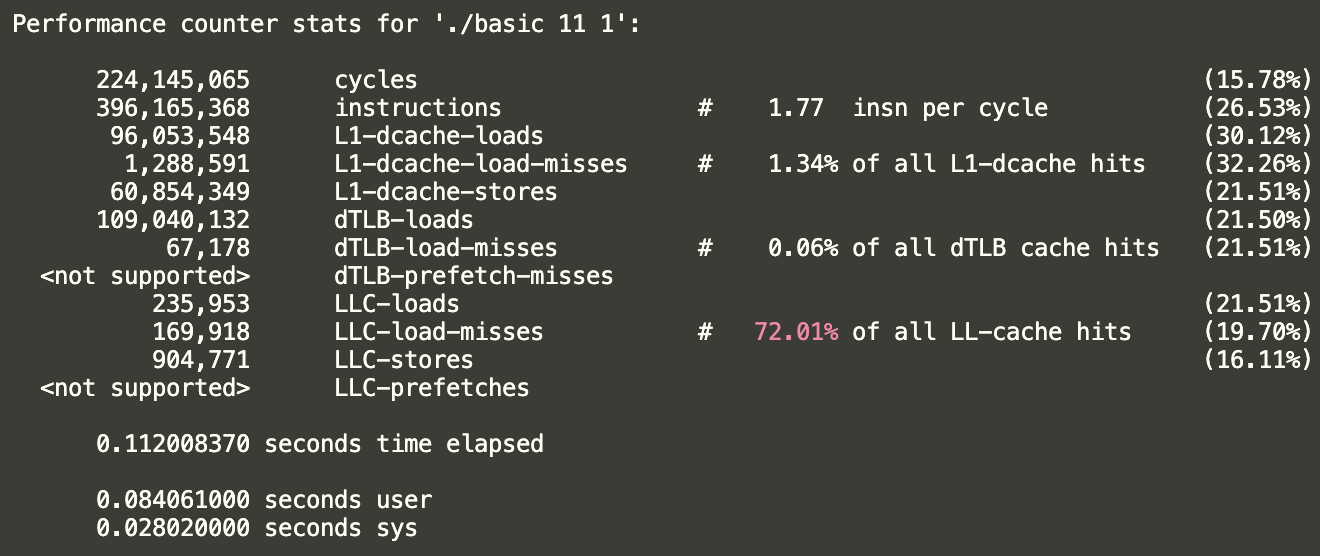 Performance counter stats for './basic 11 1':
224,145,065 cycles (15.78%)
396,165,368 instructions # 1.77 insn per cycle (26.53%)
96,053,548 L1-dcache-loads (30.12%)
1,288,591 L1-dcache-load-misses # 1.34% of all L1-dcache hits (32.26%)
60,854,349 L1-dcache-stores (21.51%)
109,040,132 dTLB-loads (21.50%)
67,178 dTLB-load-misses # 0.06% of all dTLB cache hits (21.51%)
<not supported> dTLB-prefetch-misses
235,953 LLC-loads (21.51%)
169,918 LLC-load-misses # 72.01% of all LL-cache hits (19.70%)
904,771 LLC-stores (16.11%)
<not supported> LLC-prefetches
0.112008370 seconds time elapsed
0.084061000 seconds user
0.028020000 seconds sys